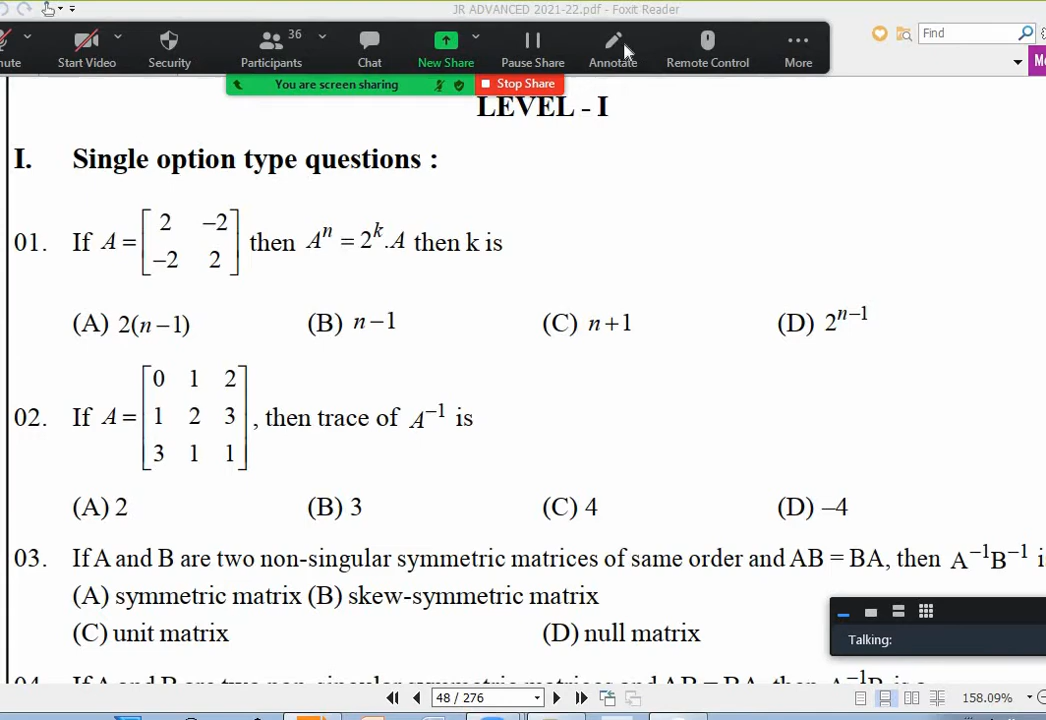 JR ADVANCED 2021-22.pdf - Foxit Reader
36
Find
nute Start Video Security Participants Chat New Share Pause Share Annotate Remote Control More
You are screen sharing Stop Share
LEVEL - I
I. Single option type questions :
01. If A = [2 −2; −2 2] then Aⁿ = 2ᵏ.A then k is
(A) 2(n−1) (B) n−1 (C) n+1 (D) 2ⁿ⁻¹
02. If A = [0 1 2; 1 2 3; 3 1 1], then trace of A⁻¹ is
(A) 2 (B) 3 (C) 4 (D) –4
03. If A and B are two non-singular symmetric matrices of same order and AB = BA, then A⁻¹B⁻¹ i
(A) symmetric matrix (B) skew-symmetric matrix
(C) unit matrix (D) null matrix
Talking:
48 / 276
158.09%